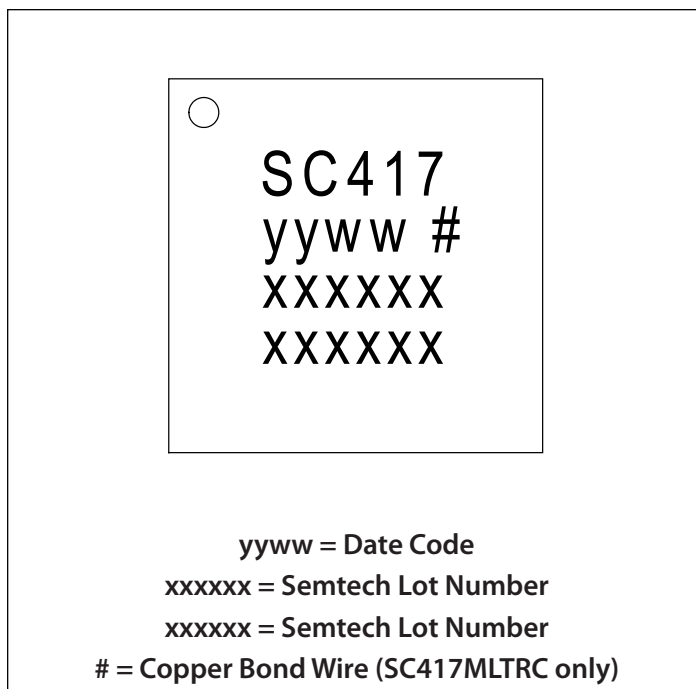 SC417
yyww #
xxxxxx
xxxxxx
yyww = Date Code
xxxxxx = Semtech Lot Number
xxxxxx = Semtech Lot Number
# = Copper Bond Wire (SC417MLTRC only)